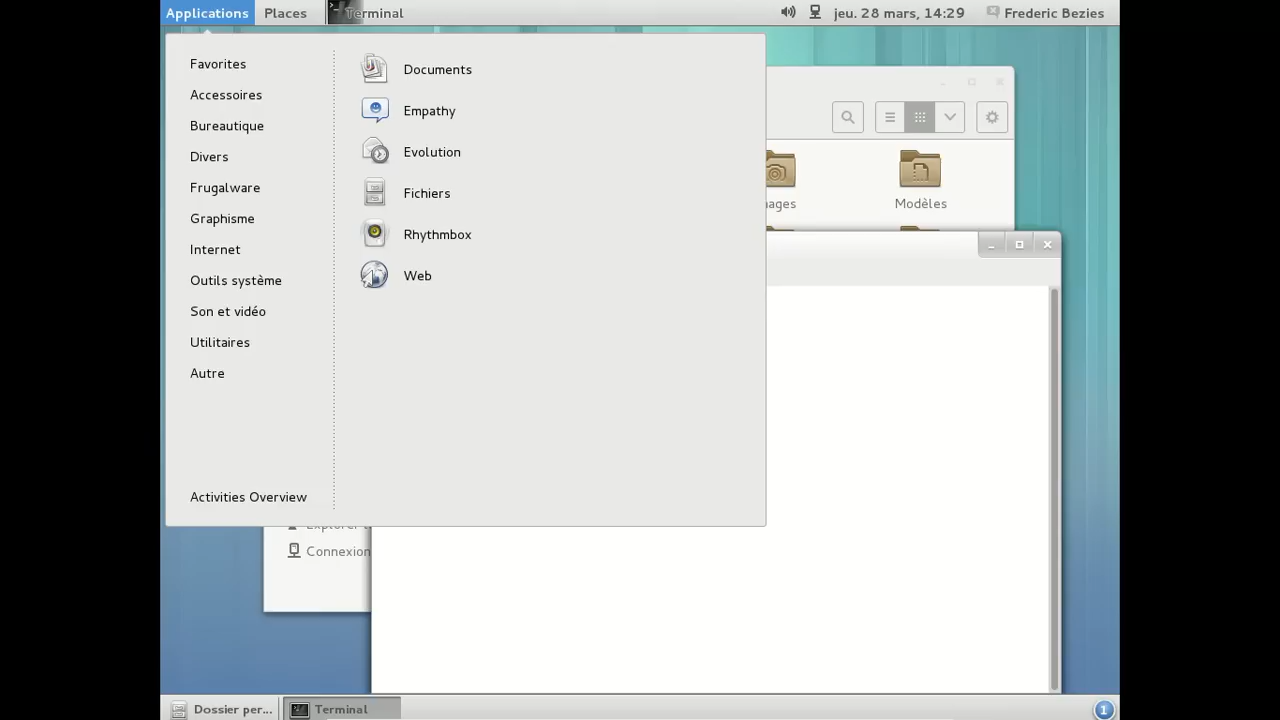 Applications Places Terminal jeu. 28 mars, 14:29 Frederic Bezies
Favorites
Accessoires
Bureautique
Divers
Frugalware
Graphisme
Internet
Outils système
Son et vidéo
Utilitaires
Autre
Activities Overview
Documents
Empathy
Evolution
Fichiers
Rhythmbox
Web
Modèles
Connexion
Dossier per... Terminal 1